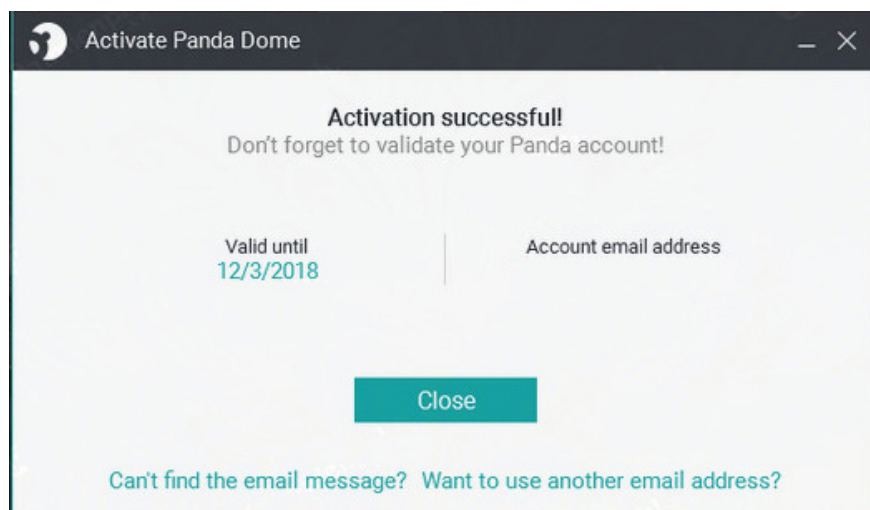 Activate Panda Dome
Activation successful!
Don't forget to validate your Panda account!
Valid until
12/3/2018
Account email address
Close
Can't find the email message? Want to use another email address?